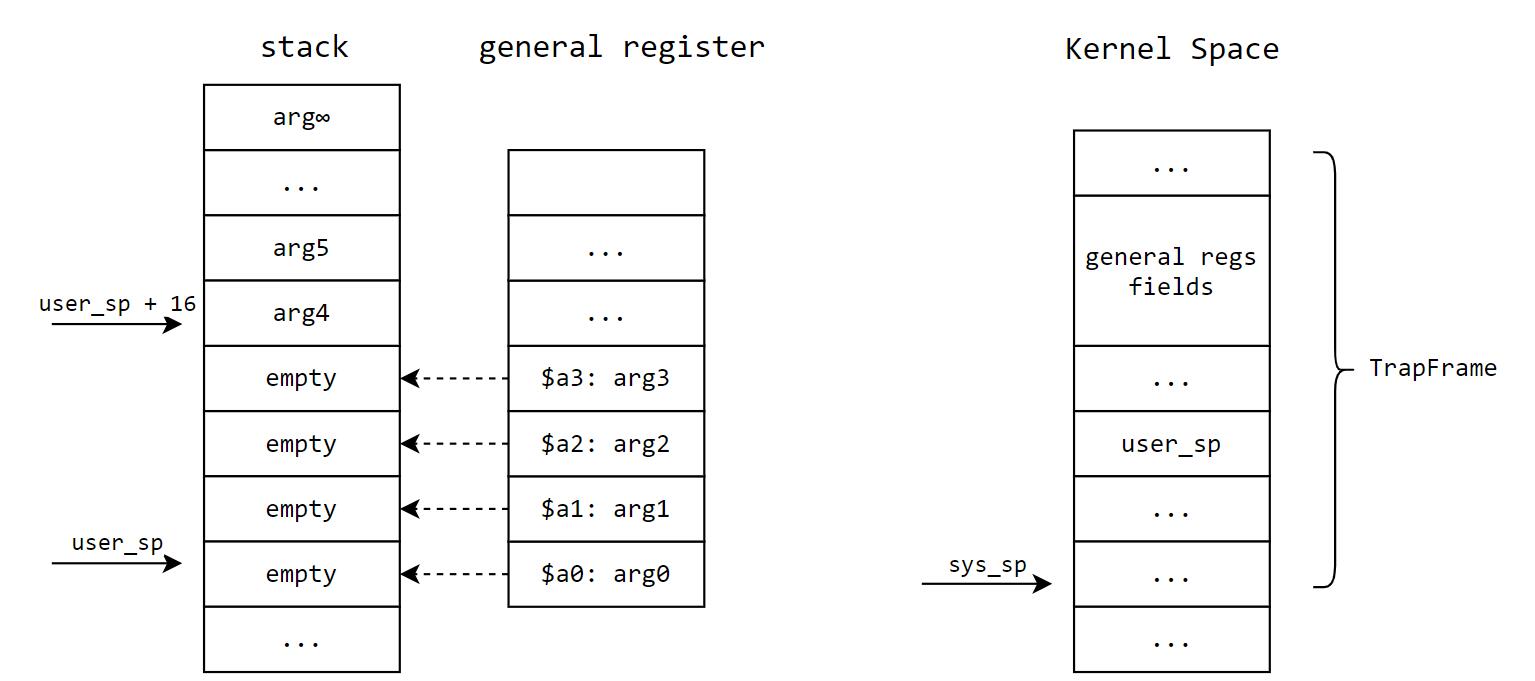 stack
general register
Kernel Space
arg∞
...
arg5
arg4
empty
empty
empty
empty
...
user_sp + 16
user_sp
...
...
$a3: arg3
$a2: arg2
$a1: arg1
$a0: arg0
...
general regs
fields
...
user_sp
...
...
...
sys_sp
TrapFrame